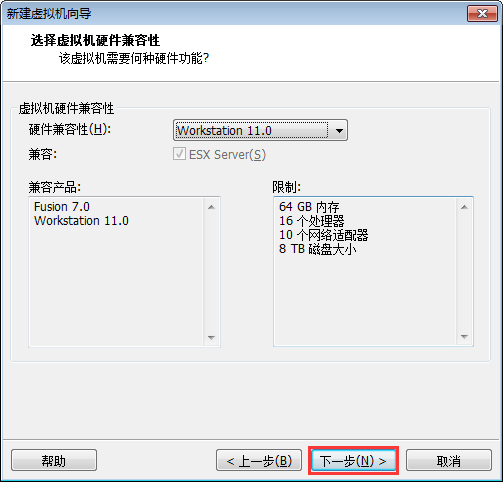 新建虚拟机向导
选择虚拟机硬件兼容性
该虚拟机需要何种硬件功能?
虚拟机硬件兼容性
硬件兼容性(H):
Workstation 11.0
兼容:
ESX Server(S)
兼容产品:
Fusion 7.0
Workstation 11.0
限制:
64 GB 内存
16 个处理器
10 个网络适配器
8 TB 磁盘大小
帮助
< 上一步(B)
下一步(N) >
取消